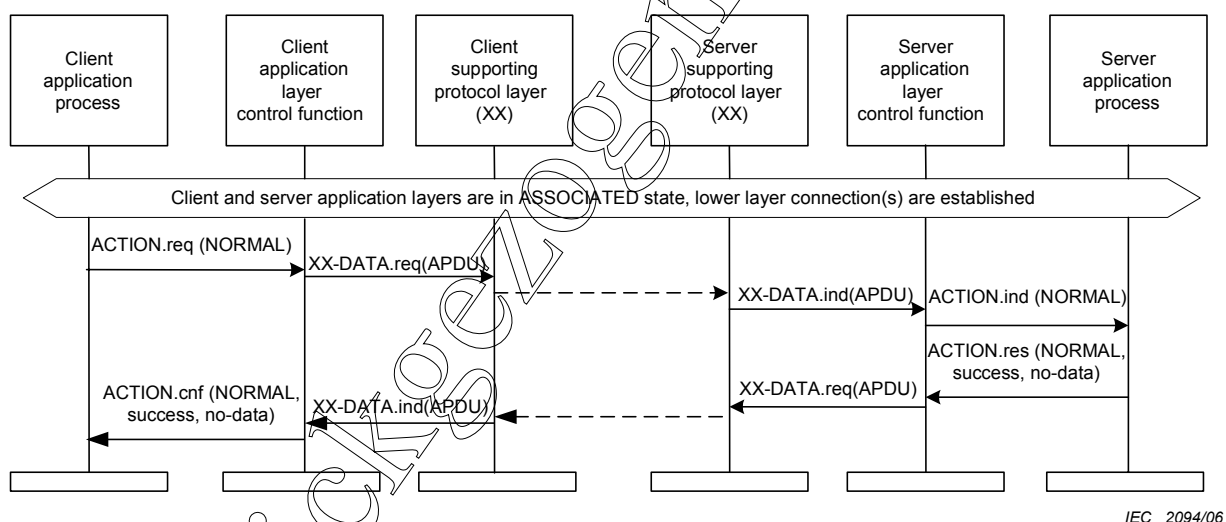 Client
application
process
Client
application
layer
control function
Client
supporting
protocol layer
(XX)
Server
supporting
protocol layer
(XX)
Server
application
layer
control function
Server
application
process
Client and server application layers are in ASSOCIATED state, lower layer connection(s) are established
ACTION.req (NORMAL)
XX-DATA.req(APDU)
XX-DATA.ind(APDU)
ACTION.ind (NORMAL)
ACTION.res (NORMAL,
success, no-data)
XX-DATA.req(APDU)
XX-DATA.ind(APDU)
ACTION.cnf (NORMAL,
success, no-data)
IEC 2094/06